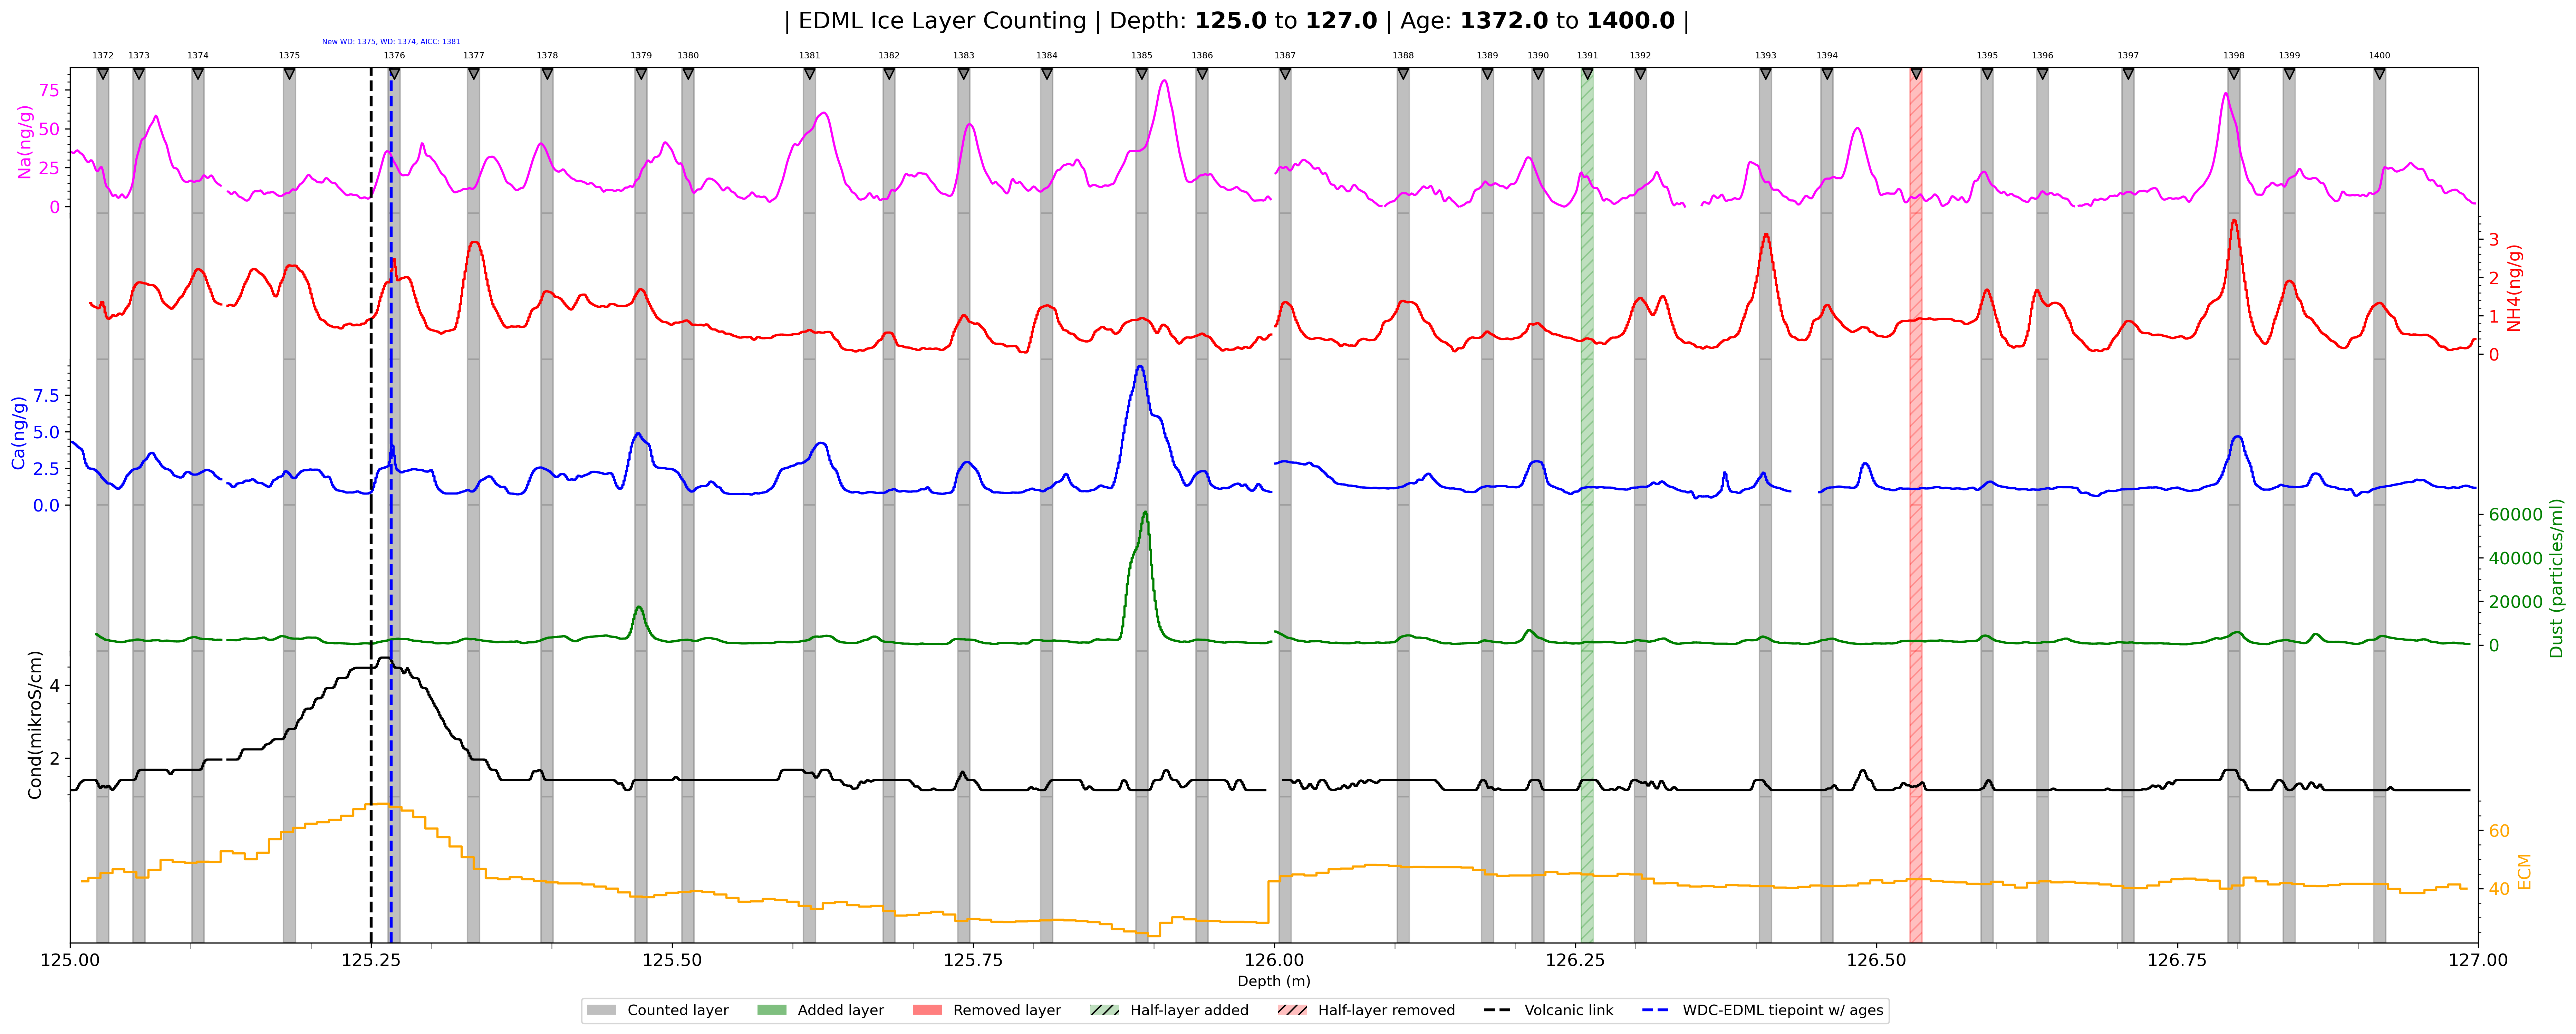 | EDML Ice Layer Counting | Depth: 125.0 to 127.0 | Age: 1372.0 to 1400.0 |
New WD: 1375, WD: 1374, AICC: 1381
1372 1373 1374 1375 1376 1377 1378 1379 1380 1381 1382 1383 1384 1385 1386 1387 1388 1389 1390 1391 1392 1393 1394 1395 1396 1397 1398 1399 1400
Na(ng/g)
75
50
25
0
NH4(ng/g)
3
2
1
0
Ca(ng/g)
7.5
5.0
2.5
0.0
Dust (particles/ml)
60000
40000
20000
0
Cond(mikroS/cm)
4
2
ECM
60
40
125.00 125.25 125.50 125.75 126.00 126.25 126.50 126.75 127.00
Depth (m)
Counted layer Added layer Removed layer Half-layer added Half-layer removed Volcanic link WDC-EDML tiepoint w/ ages